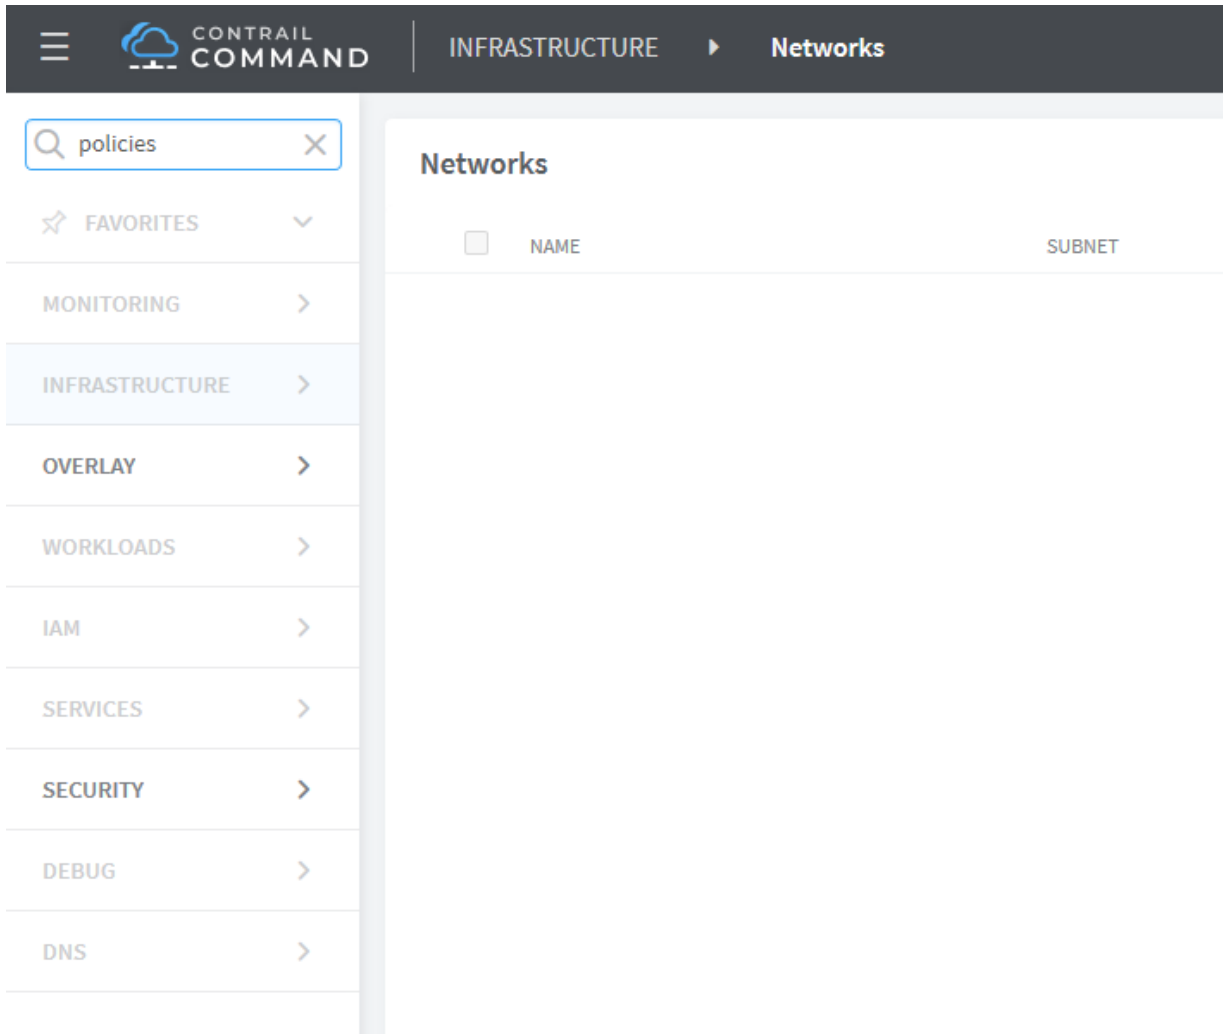 CONTRAIL
COMMAND
INFRASTRUCTURE
Networks
policies
FAVORITES
MONITORING
INFRASTRUCTURE
OVERLAY
WORKLOADS
IAM
SERVICES
SECURITY
DEBUG
DNS
Networks
NAME SUBNET